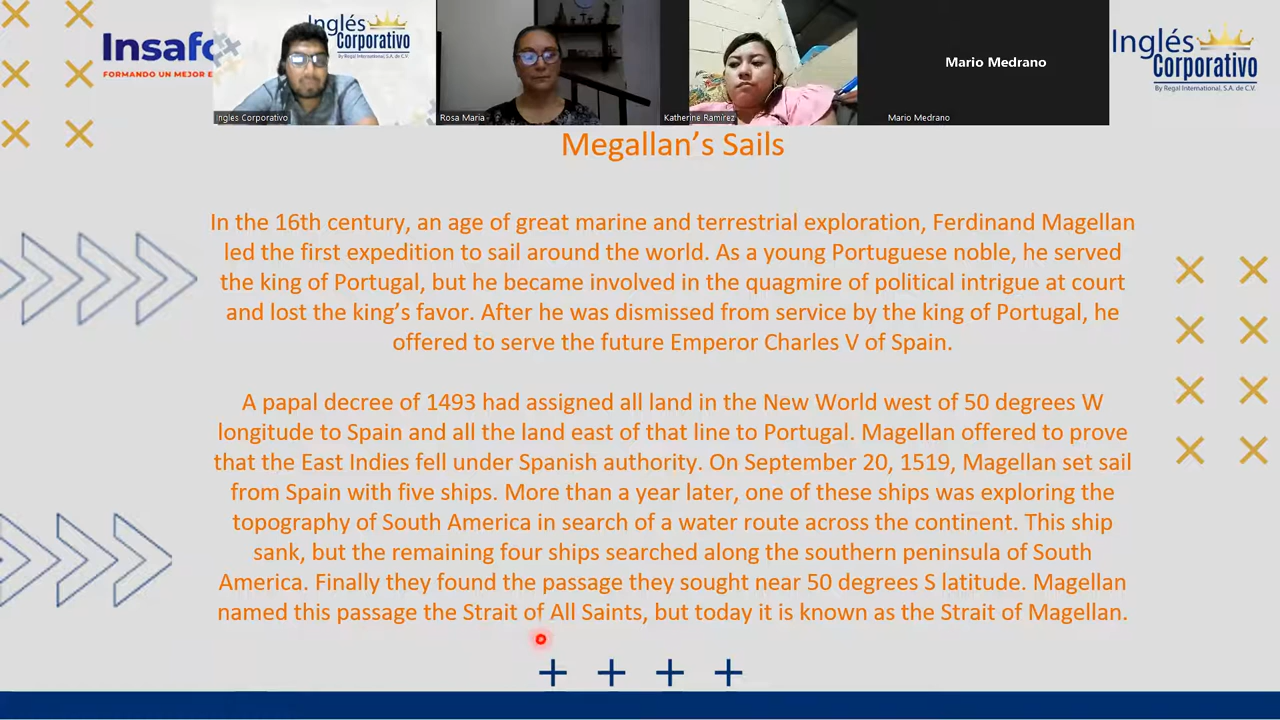 Insafo
FORMANDO UN MEJOR E
Inglés
Corporativo
By Regal International, S.A. de C.V.
Ingles Corporativo
Rosa Maria
Katherine Ramirez
Mario Medrano
Mario Medrano
Inglés
Corporativo
By Regal International, S.A. de C.V.
Megallan’s Sails
In the 16th century, an age of great marine and terrestrial exploration, Ferdinand Magellan
led the first expedition to sail around the world. As a young Portuguese noble, he served
the king of Portugal, but he became involved in the quagmire of political intrigue at court
and lost the king’s favor. After he was dismissed from service by the king of Portugal, he
offered to serve the future Emperor Charles V of Spain.
A papal decree of 1493 had assigned all land in the New World west of 50 degrees W
longitude to Spain and all the land east of that line to Portugal. Magellan offered to prove
that the East Indies fell under Spanish authority. On September 20, 1519, Magellan set sail
from Spain with five ships. More than a year later, one of these ships was exploring the
topography of South America in search of a water route across the continent. This ship
sank, but the remaining four ships searched along the southern peninsula of South
America. Finally they found the passage they sought near 50 degrees S latitude. Magellan
named this passage the Strait of All Saints, but today it is known as the Strait of Magellan.